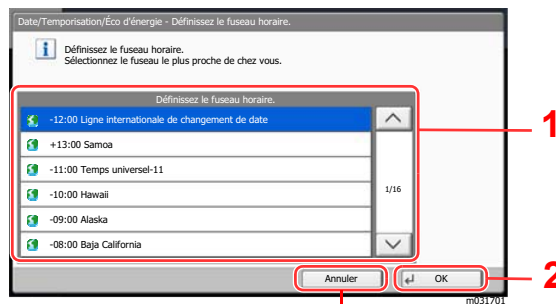 Date/Temporisation/Éco d'énergie - Définissez le fuseau horaire.
Définissez le fuseau horaire.
Sélectionnez le fuseau le plus proche de chez vous.
Définissez le fuseau horaire.
-12:00 Ligne internationale de changement de date
+13:00 Samoa
-11:00 Temps universel-11
-10:00 Hawaii
-09:00 Alaska
-08:00 Baja California
1/16
1
Annuler
OK
2
m031701